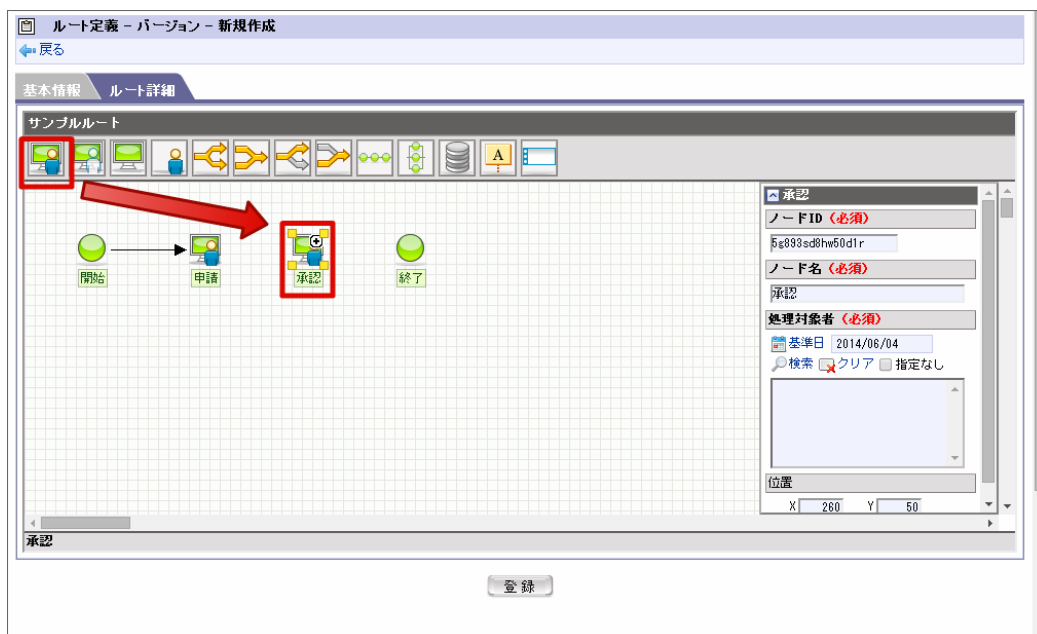 ルート定義 - バージョン - 新規作成
戻る
基本情報 ルート詳細
サンプルルート
A
開始 申請 承認 終了
承認
ノードID (必須)
5g893sd8hw50d1r
ノード名 (必須)
承認
処理対象者 (必須)
基準日 2014/06/04
検索 クリア 指定なし
位置
X 260 Y 50
承認
登録